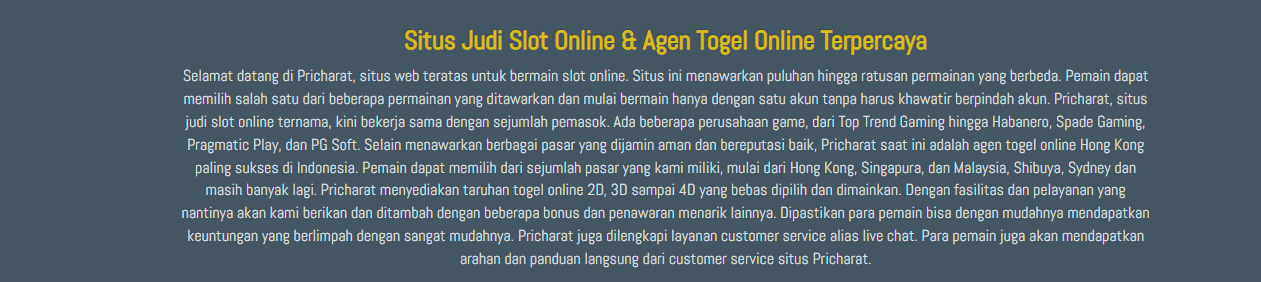 Situs Judi Slot Online & Agen Togel Online Terpercaya
Selamat datang di Pricharat, situs web teratas untuk bermain slot online. Situs ini menawarkan puluhan hingga ratusan permainan yang berbeda. Pemain dapat
memilih salah satu dari beberapa permainan yang ditawarkan dan mulai bermain hanya dengan satu akun tanpa harus khawatir berpindah akun. Pricharat, situs
judi slot online ternama, kini bekerja sama dengan sejumlah pemasok. Ada beberapa perusahaan game, dari Top Trend Gaming hingga Habanero, Spade Gaming,
Pragmatic Play, dan PG Soft. Selain menawarkan berbagai pasar yang dijamin aman dan bereputasi baik, Pricharat saat ini adalah agen togel online Hong Kong
paling sukses di Indonesia. Pemain dapat memilih dari sejumlah pasar yang kami miliki, mulai dari Hong Kong, Singapura, dan Malaysia, Shibuya, Sydney dan
masih banyak lagi. Pricharat menyediakan taruhan togel online 2D, 3D sampai 4D yang bebas dipilih dan dimainkan. Dengan fasilitas dan pelayanan yang
nantinya akan kami berikan dan ditambah dengan beberapa bonus dan penawaran menarik lainnya. Dipastikan para pemain bisa dengan mudahnya mendapatkan
keuntungan yang berlimpah dengan sangat mudahnya. Pricharat juga dilengkapi layanan customer service alias live chat. Para pemain juga akan mendapatkan
arahan dan panduan langsung dari customer service situs Pricharat.